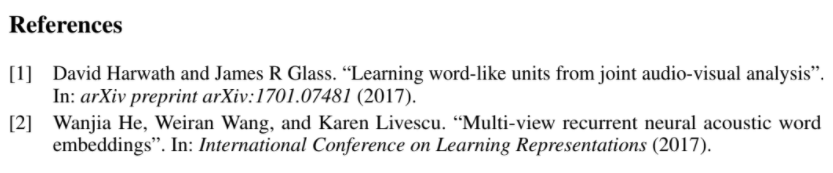 References
[1] David Harwath and James R Glass. “Learning word-like units from joint audio-visual analysis”.
In: arXiv preprint arXiv:1701.07481 (2017).
[2] Wanjia He, Weiran Wang, and Karen Livescu. “Multi-view recurrent neural acoustic word
embeddings”. In: International Conference on Learning Representations (2017).